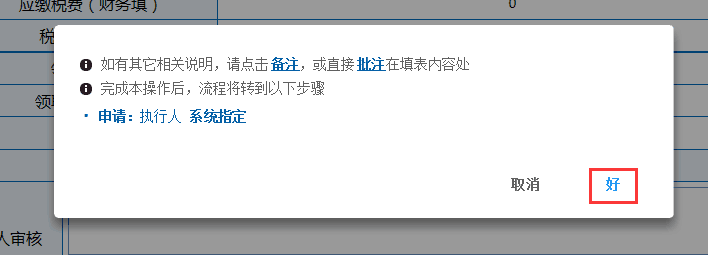 应缴税费（财务填）
0
税
如有其它相关说明，请点击备注，或直接批注在填表内容处
完成本操作后，流程将转到以下步骤
领取
· 申请：执行人 系统指定
取消 好
人审核